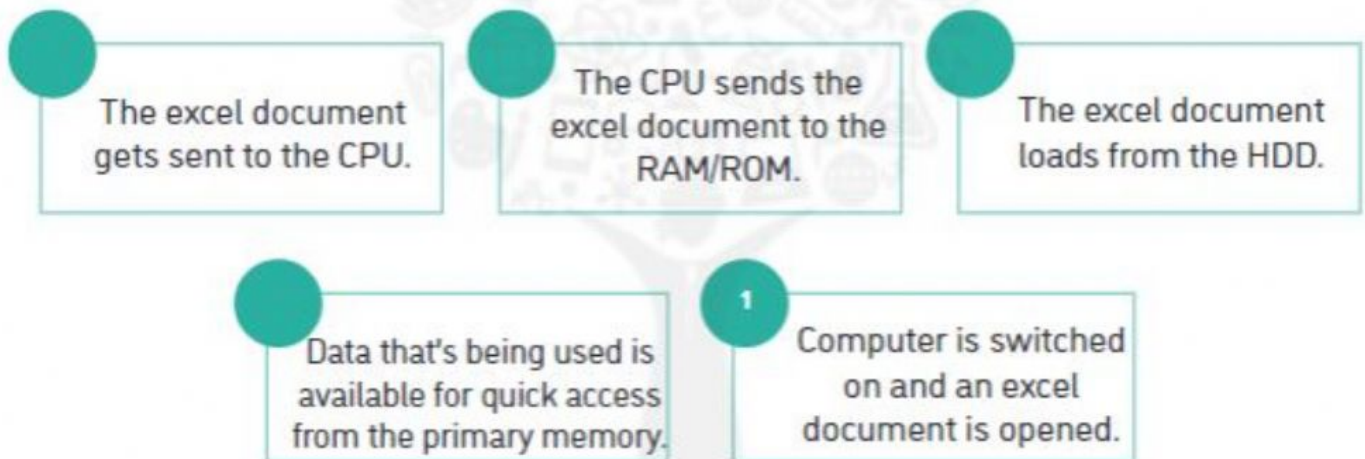 The excel document
gets sent to the CPU.
The CPU sends the
excel document to the
RAM/ROM.
The excel document
loads from the HDD.
Data that's being used is
available for quick access
from the primary memory.
1
Computer is switched
on and an excel
document is opened.